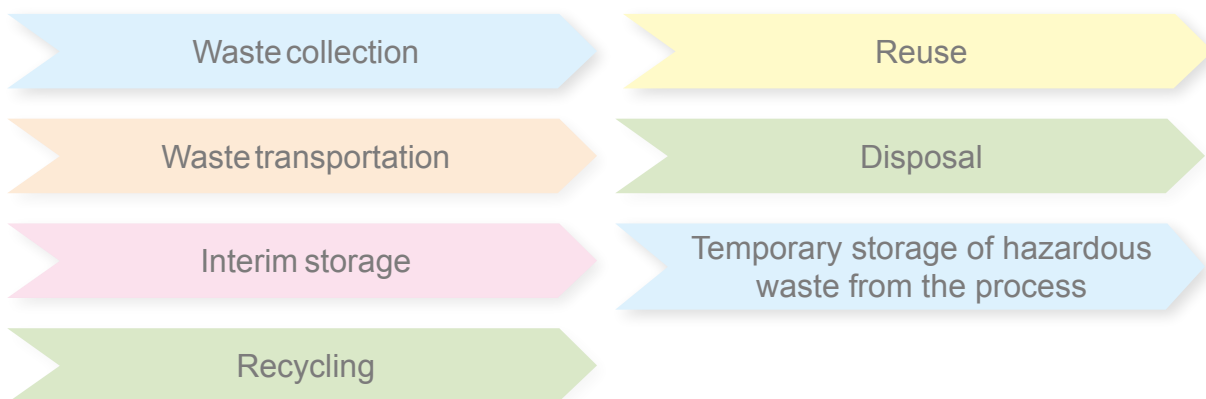 Waste collection
Waste transportation
Interim storage
Recycling
Reuse
Disposal
Temporary storage of hazardous
waste from the process